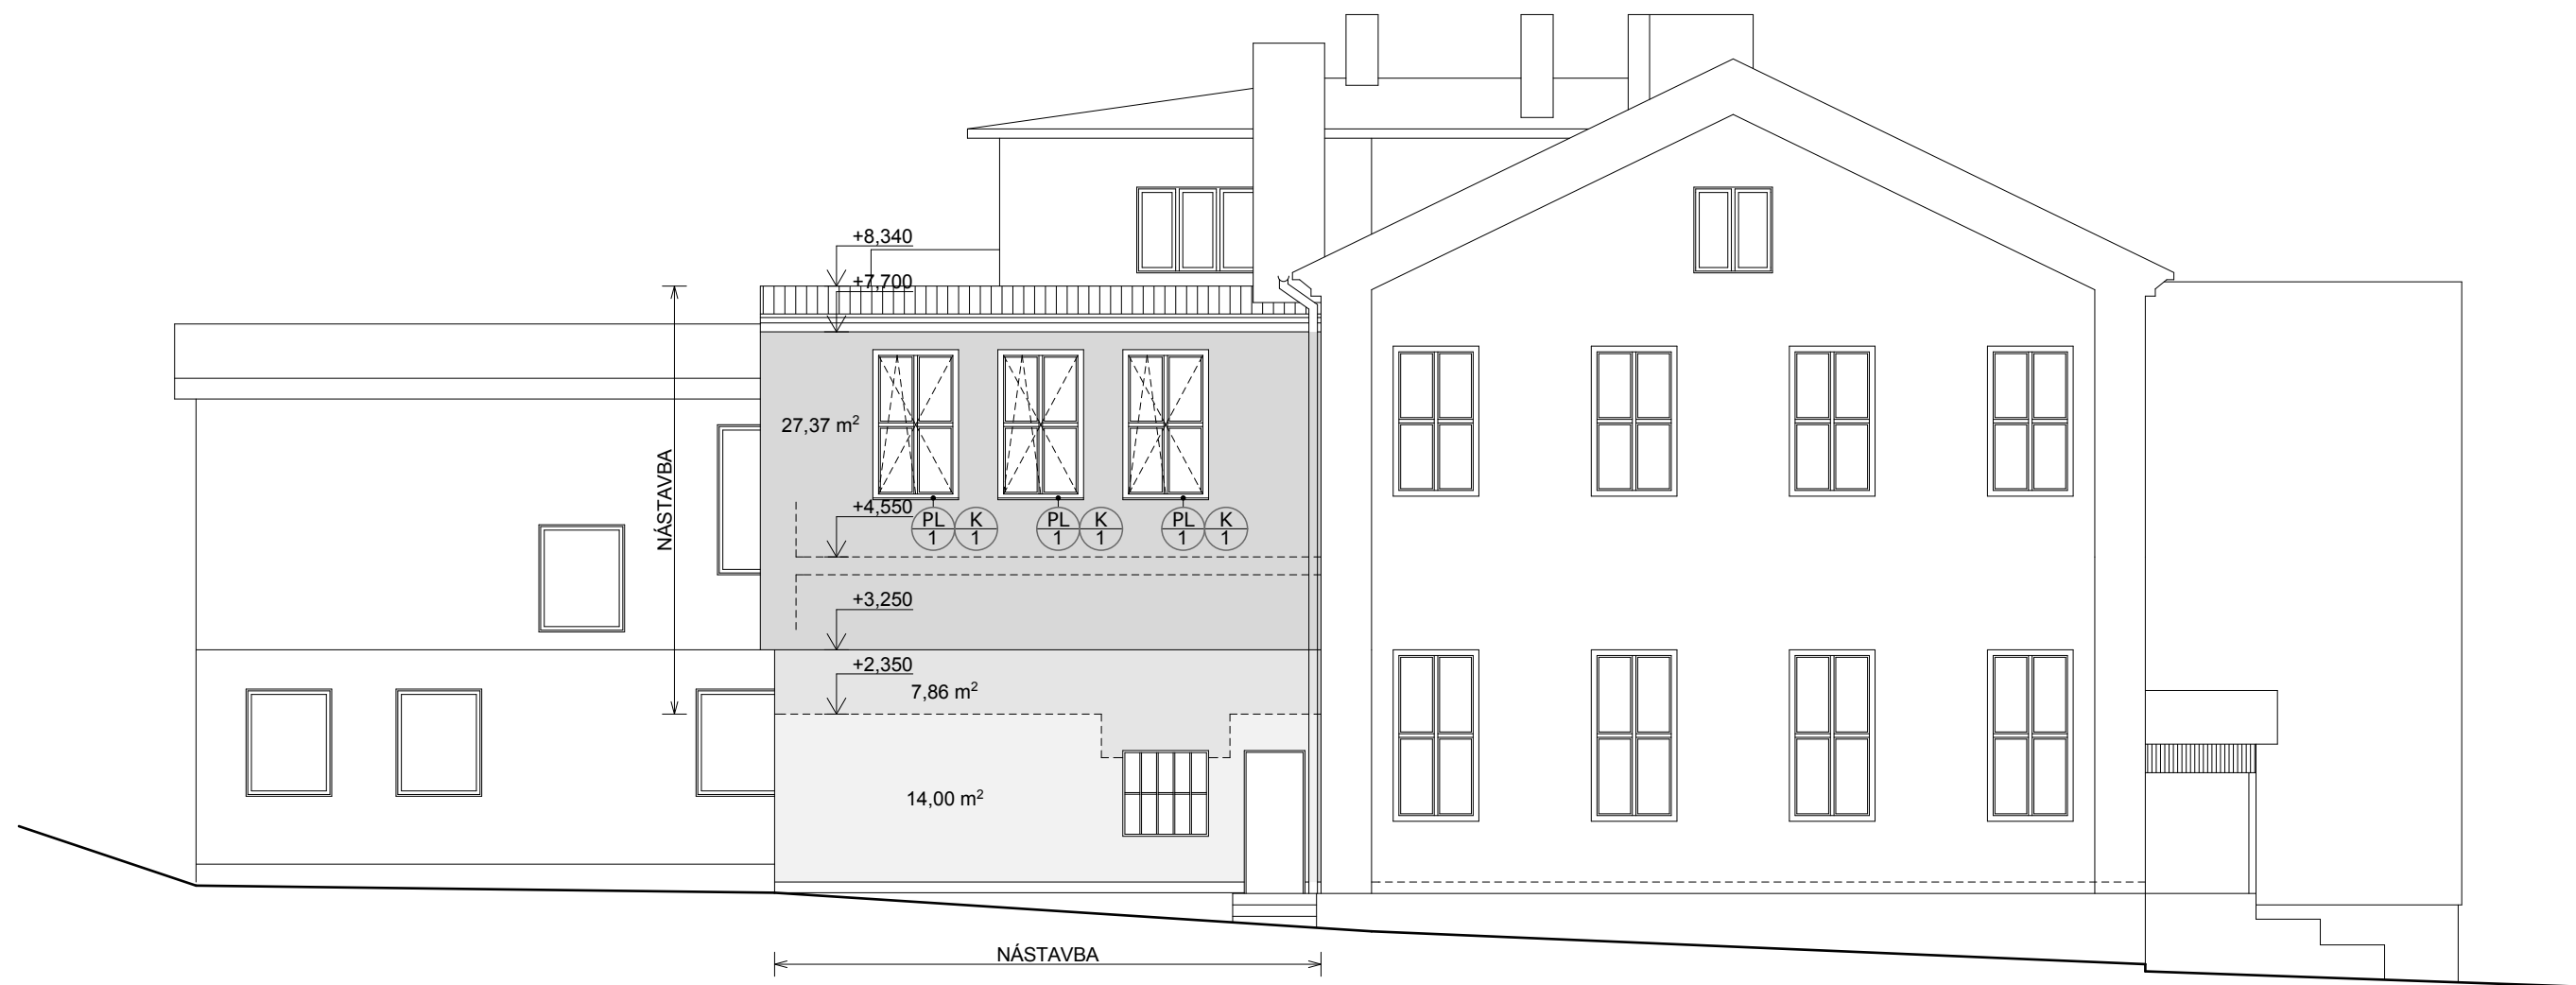 +8,340
+7,700
27,37 m²
NÁSTAVBA
+4,550
PL 1 K 1 PL 1 K 1 PL 1 K 1
+3,250
+2,350
7,86 m²
14,00 m²
NÁSTAVBA